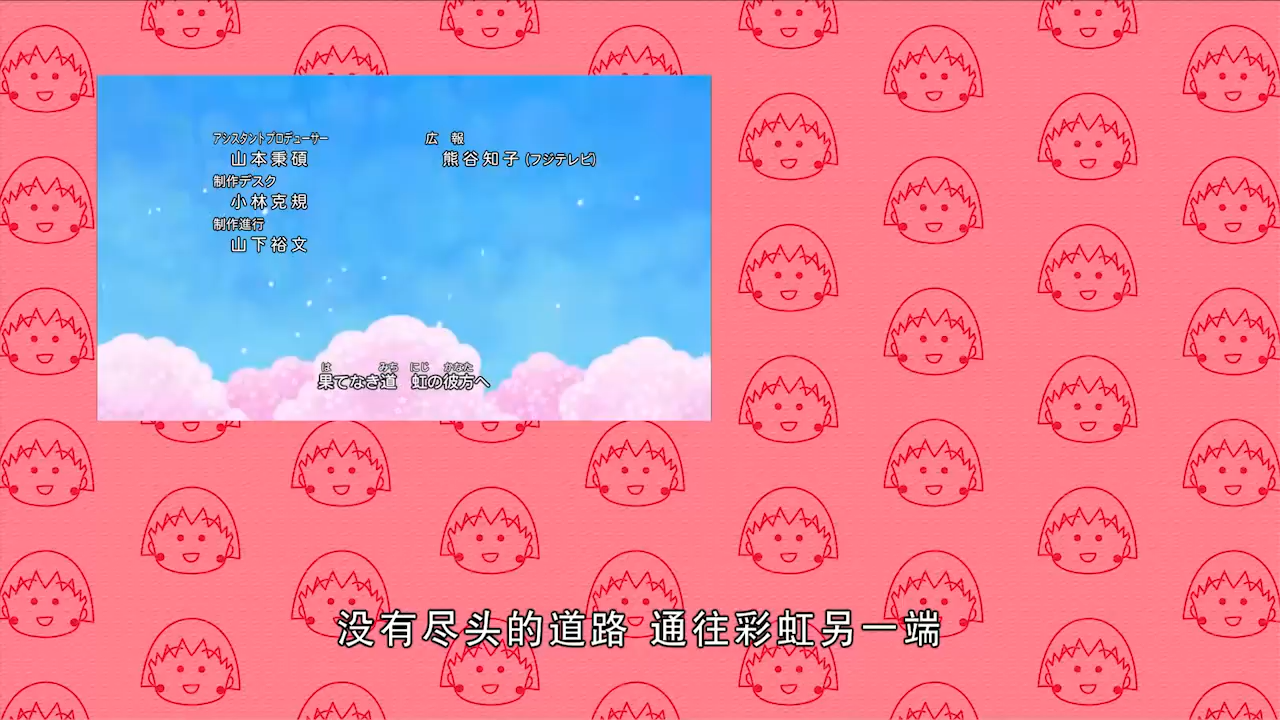 アシスタントプロデューサー
山本秉碩
制作デスク
小林克規
制作進行
山下裕文
広 報
熊谷知子(フジテレビ)
は みち にじ かなた
果てなき道 虹の彼方へ
没有尽头的道路 通往彩虹另一端